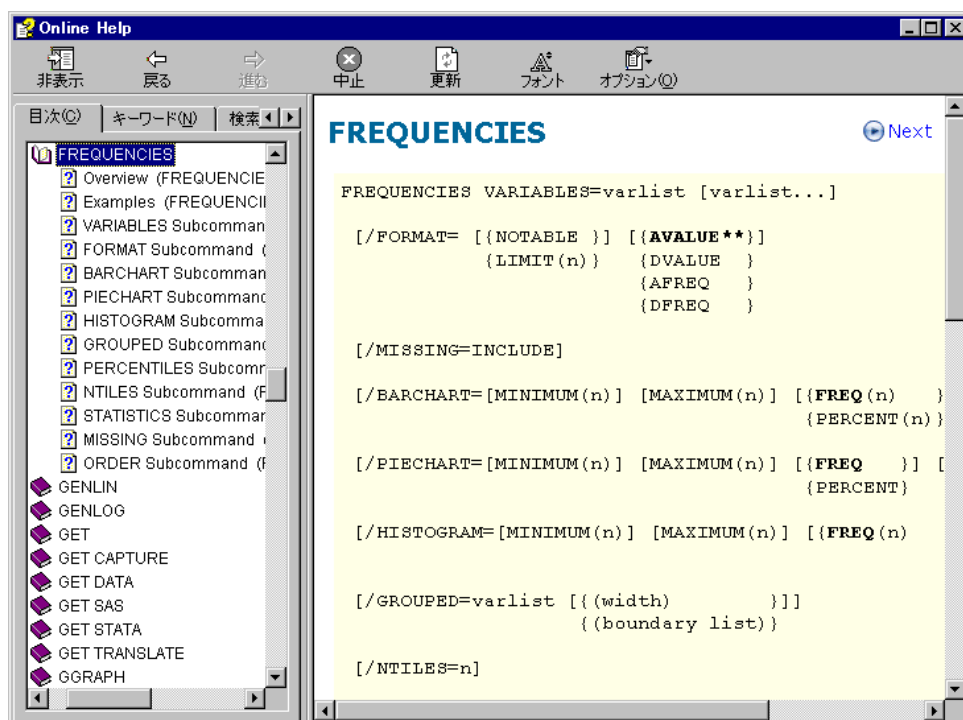 Online Help
非表示 戻る 進む 中止 更新 フォント オプション(O)
目次(C) キーワード(N) 検索
FREQUENCIES
Overview (FREQUENCIE
Examples (FREQUENCI
VARIABLES Subcomman
FORMAT Subcommand (
BARCHART Subcomman
PIECHART Subcommand
HISTOGRAM Subcomma
GROUPED Subcommand
PERCENTILES Subcomm
NTILES Subcommand (F
STATISTICS Subcommar
MISSING Subcommand (
ORDER Subcommand (F
GENLIN
GENLOG
GET
GET CAPTURE
GET DATA
GET SAS
GET STATA
GET TRANSLATE
GGRAPH
FREQUENCIES
Next
FREQUENCIES VARIABLES=varlist [varlist...]
[/FORMAT= [{NOTABLE }] [{AVALUE**}]
{LIMIT(n)} {DVALUE }
{AFREQ }
{DFREQ }
[/MISSING=INCLUDE]
[/BARCHART=[MINIMUM(n)] [MAXIMUM(n)] [{FREQ(n) }
{PERCENT(n)}
[/PIECHART=[MINIMUM(n)] [MAXIMUM(n)] [{FREQ }] [
{PERCENT}
[/HISTOGRAM=[MINIMUM(n)] [MAXIMUM(n)] [{FREQ(n)
[/GROUPED=varlist [{(width) }]]
{(boundary list)}
[/NTILES=n]